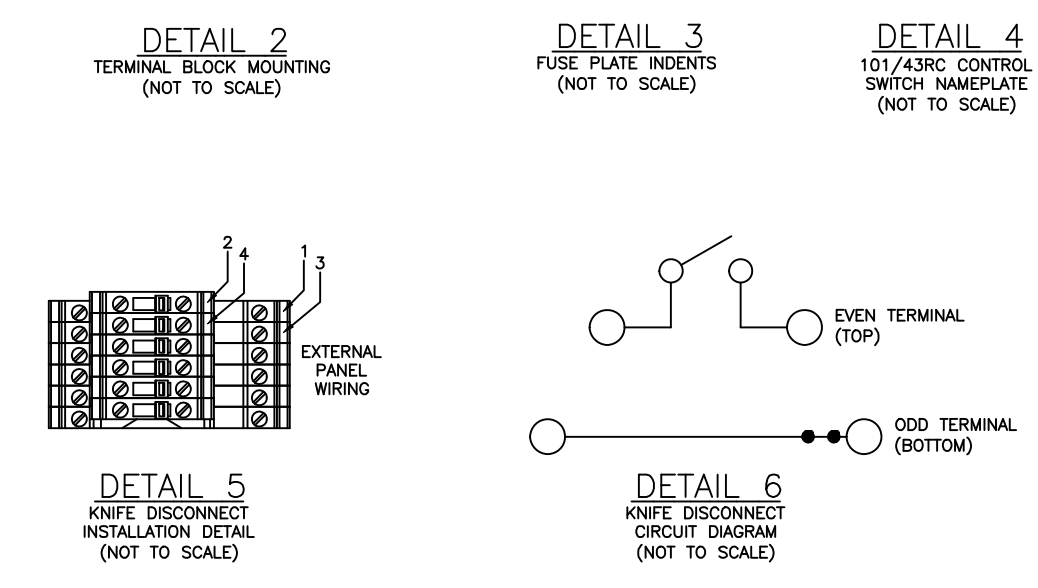 DETAIL 2
TERMINAL BLOCK MOUNTING
(NOT TO SCALE)
DETAIL 3
FUSE PLATE INDENTS
(NOT TO SCALE)
DETAIL 4
101/43RC CONTROL
SWITCH NAMEPLATE
(NOT TO SCALE)
2
4
1
3
EXTERNAL
PANEL
WIRING
DETAIL 5
KNIFE DISCONNECT
INSTALLATION DETAIL
(NOT TO SCALE)
EVEN TERMINAL
(TOP)
ODD TERMINAL
(BOTTOM)
DETAIL 6
KNIFE DISCONNECT
CIRCUIT DIAGRAM
(NOT TO SCALE)